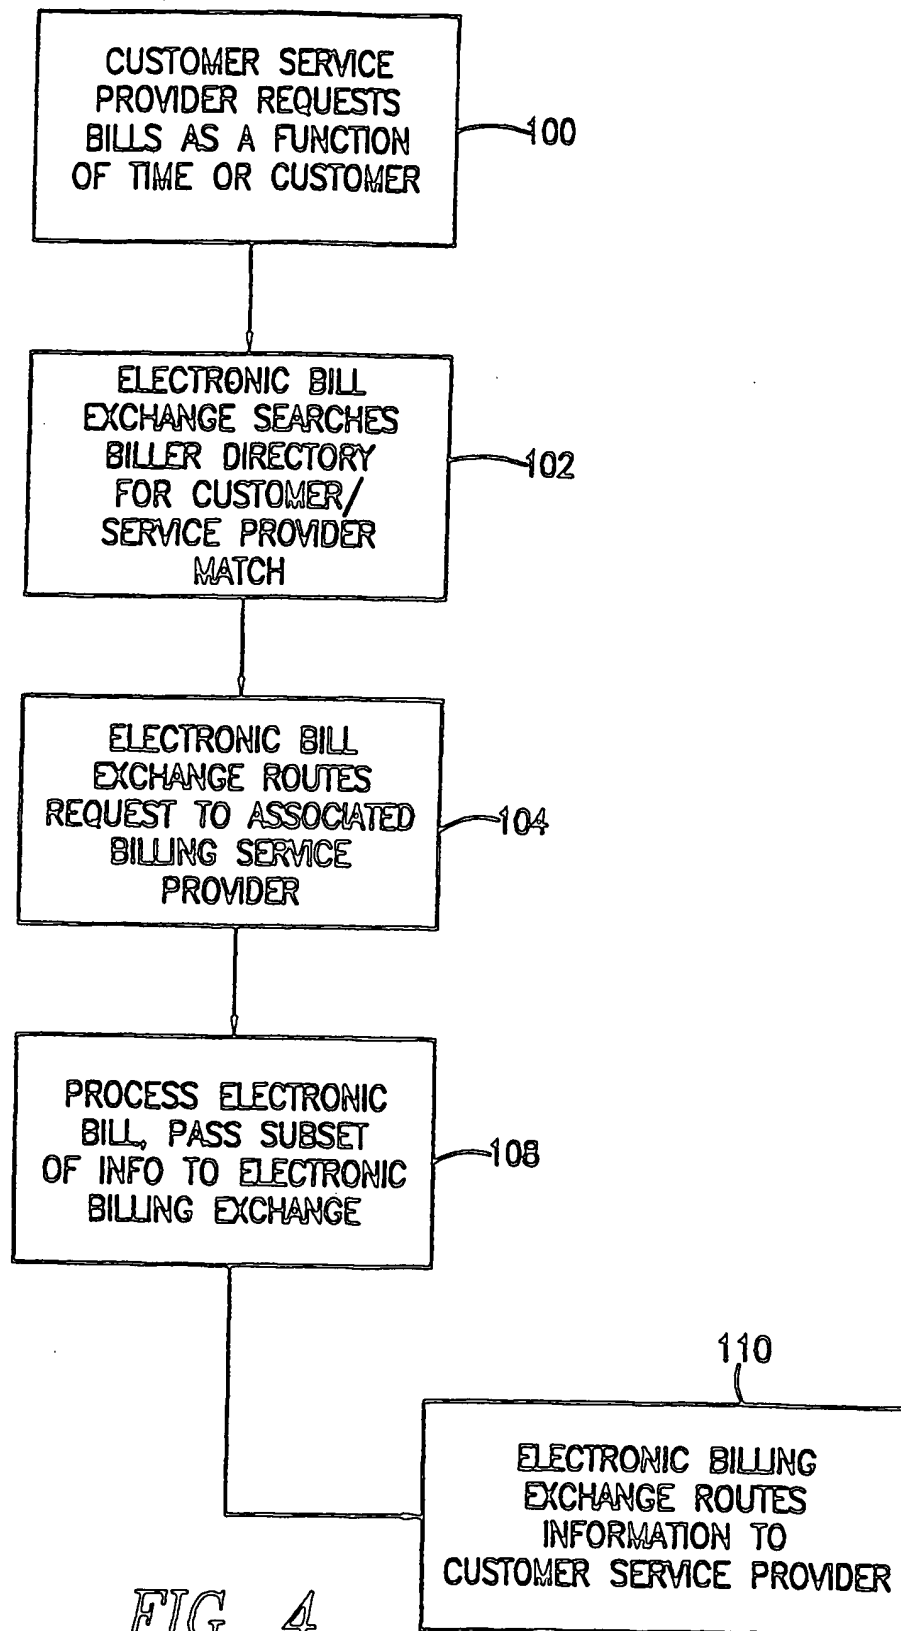 CUSTOMER SERVICE
PROVIDER REQUESTS
BILLS AS A FUNCTION
OF TIME OR CUSTOMER
100
ELECTRONIC BILL
EXCHANGE SEARCHES
BILLER DIRECTORY
FOR CUSTOMER/
SERVICE PROVIDER
MATCH
102
ELECTRONIC BILL
EXCHANGE ROUTES
REQUEST TO ASSOCIATED
BILLING SERVICE
PROVIDER
104
PROCESS ELECTRONIC
BILL, PASS SUBSET
OF INFO TO ELECTRONIC
BILLING EXCHANGE
108
110
ELECTRONIC BILLING
EXCHANGE ROUTES
INFORMATION TO
CUSTOMER SERVICE PROVIDER
FIG. 4